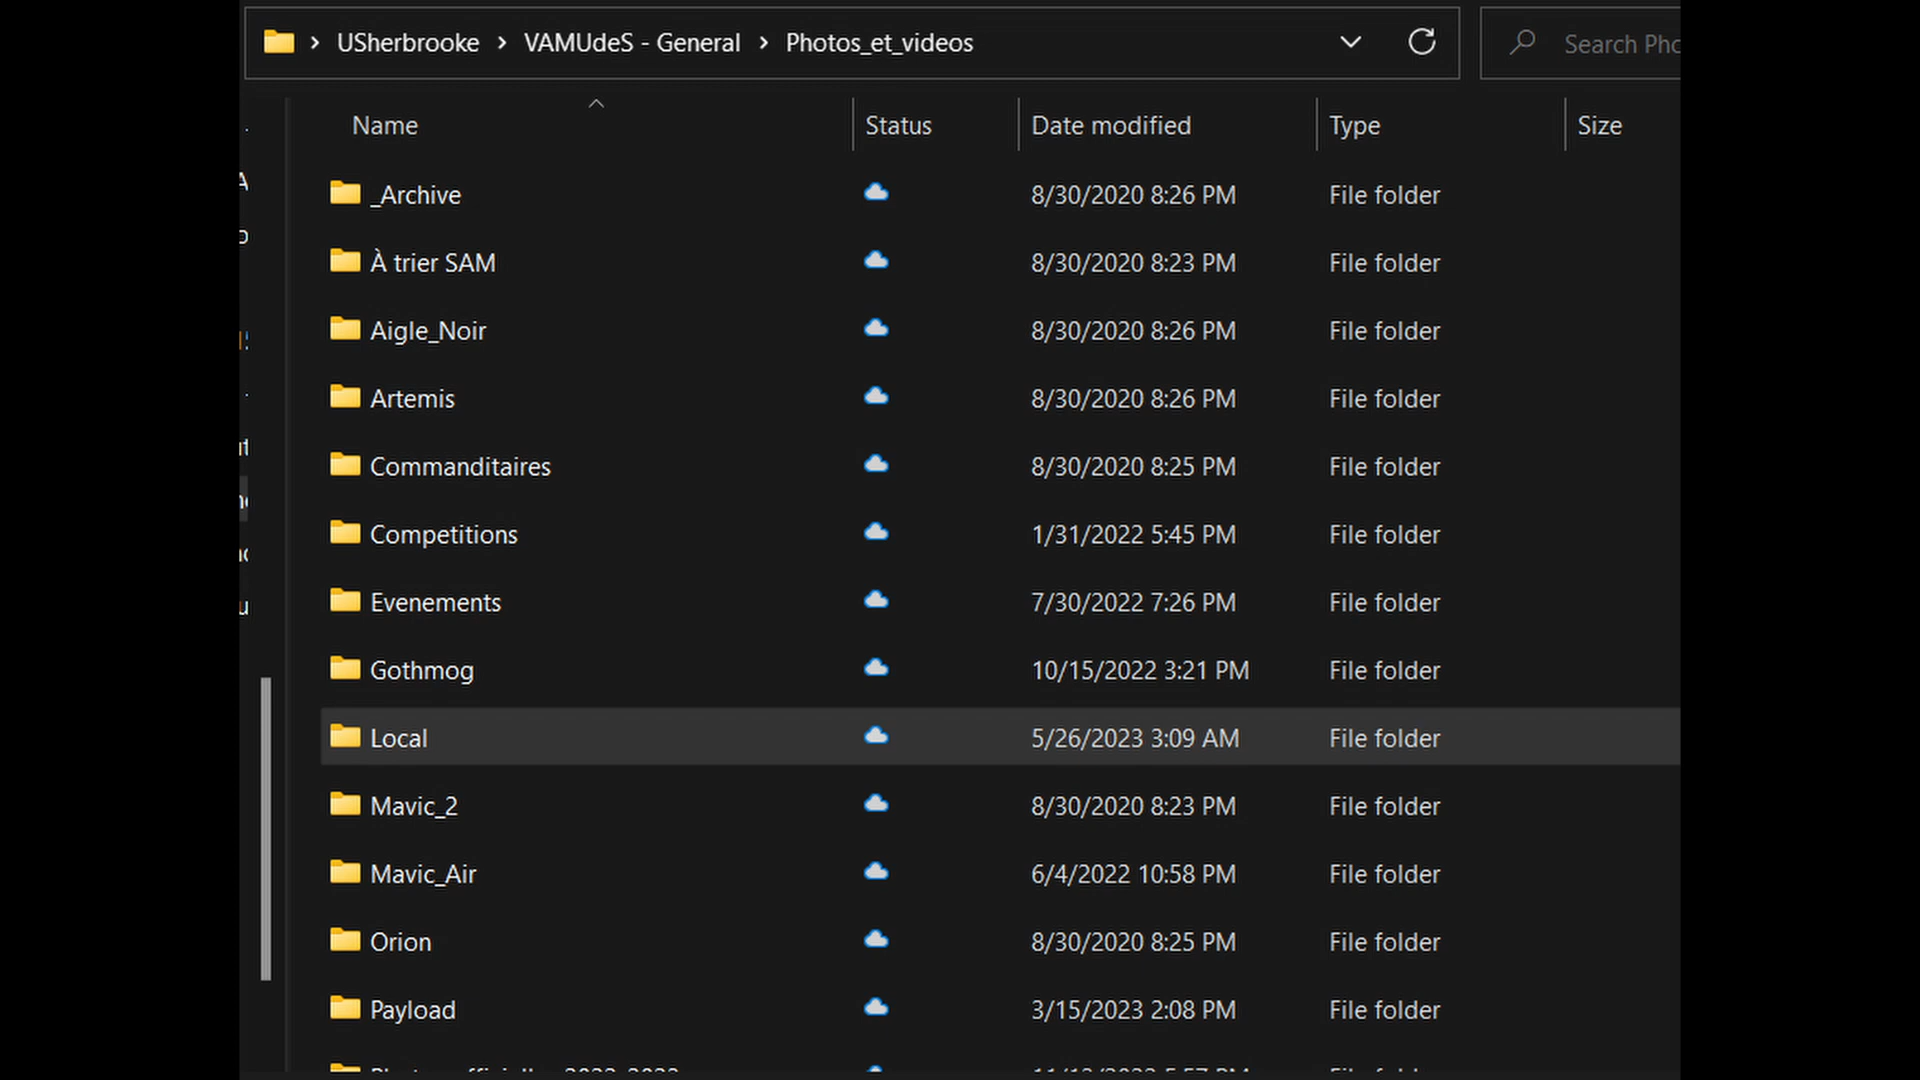 USherbrooke > VAMUdeS - General > Photos_et_videos
Search Pho
Name Status Date modified Type Size
_Archive 8/30/2020 8:26 PM File folder
À trier SAM 8/30/2020 8:23 PM File folder
Aigle_Noir 8/30/2020 8:26 PM File folder
Artemis 8/30/2020 8:26 PM File folder
Commanditaires 8/30/2020 8:25 PM File folder
Competitions 1/31/2022 5:45 PM File folder
Evenements 7/30/2022 7:26 PM File folder
Gothmog 10/15/2022 3:21 PM File folder
Local 5/26/2023 3:09 AM File folder
Mavic_2 8/30/2020 8:23 PM File folder
Mavic_Air 6/4/2022 10:58 PM File folder
Orion 8/30/2020 8:25 PM File folder
Payload 3/15/2023 2:08 PM File folder